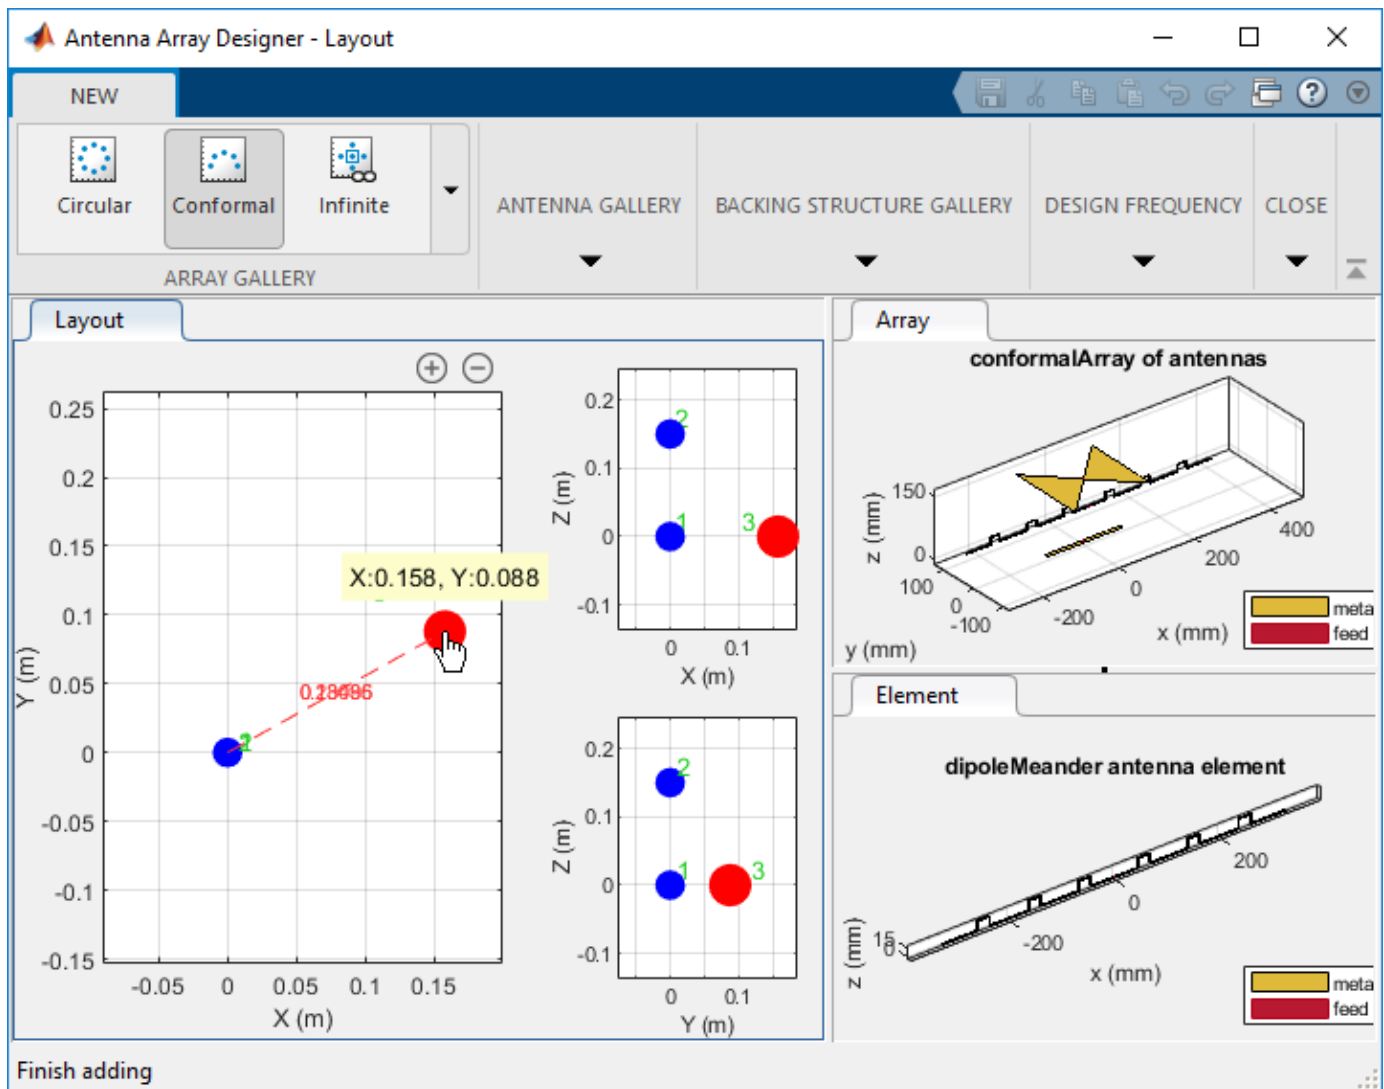 Antenna Array Designer - Layout
NEW
Circular
Conformal
Infinite
ARRAY GALLERY
ANTENNA GALLERY
BACKING STRUCTURE GALLERY
DESIGN FREQUENCY
CLOSE
Layout
0.25
0.2
0.15
0.1
0.05
0
-0.05
-0.1
-0.15
Y (m)
X:0.158, Y:0.088
-0.05 0 0.05 0.1 0.15
X (m)
0.2
0.1
0
-0.1
Z (m)
2
1
3
0 0.1
X (m)
0.2
0.1
0
-0.1
Z (m)
2
1
3
0 0.1
Y (m)
Array
conformalArray of antennas
150
0
z (mm)
100
0
-100
y (mm)
-200
0
200
400
x (mm)
meta
feed
Element
dipoleMeander antenna element
15
0
z (mm)
-200
0
200
x (mm)
meta
feed
Finish adding